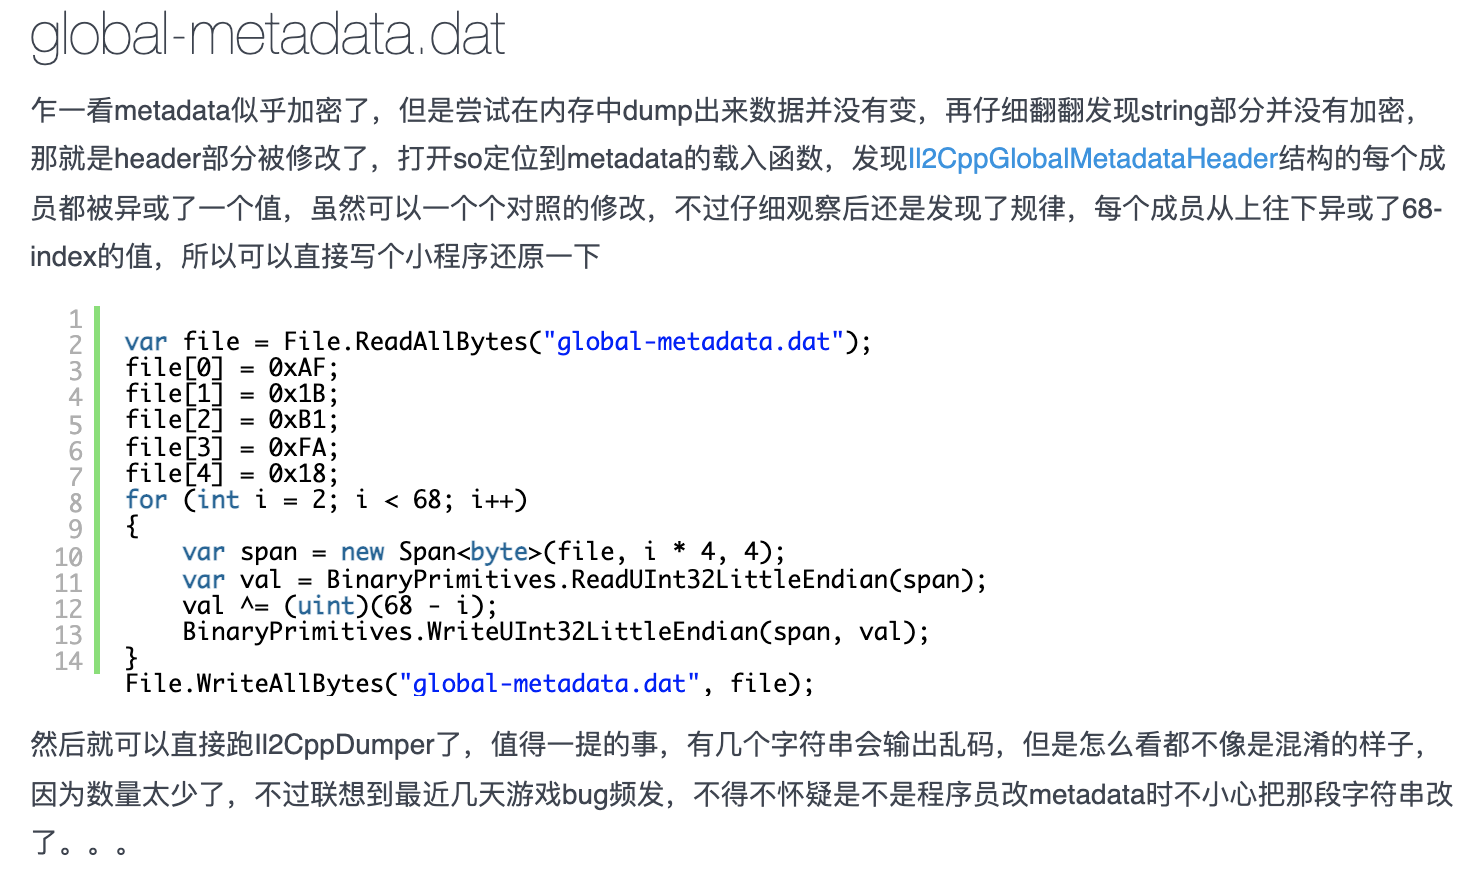 global-metadata.dat
乍一看metadata似乎加密了，但是尝试在内存中dump出来数据并没有变，再仔细翻翻发现string部分并没有加密，
那就是header部分被修改了，打开so定位到metadata的载入函数，发现Il2CppGlobalMetadataHeader结构的每个成
员都被异或了一个值，虽然可以一个个对照的修改，不过仔细观察后还是发现了规律，每个成员从上往下异或了68-
index的值，所以可以直接写个小程序还原一下
1
2
3
4
5
6
7
8
9
10
11
12
13
14
var file = File.ReadAllBytes("global-metadata.dat");
file[0] = 0xAF;
file[1] = 0x1B;
file[2] = 0xB1;
file[3] = 0xFA;
file[4] = 0x18;
for (int i = 2; i < 68; i++)
{
    var span = new Span<byte>(file, i * 4, 4);
    var val = BinaryPrimitives.ReadUInt32LittleEndian(span);
    val ^= (uint)(68 - i);
    BinaryPrimitives.WriteUInt32LittleEndian(span, val);
}
File.WriteAllBytes("global-metadata.dat", file);
然后就可以直接跑Il2CppDumper了，值得一提的事，有几个字符串会输出乱码，但是怎么看都不像是混淆的样子，
因为数量太少了，不过联想到最近几天游戏bug频发，不得不怀疑是不是程序员改metadata时不小心把那段字符串改
了。。。